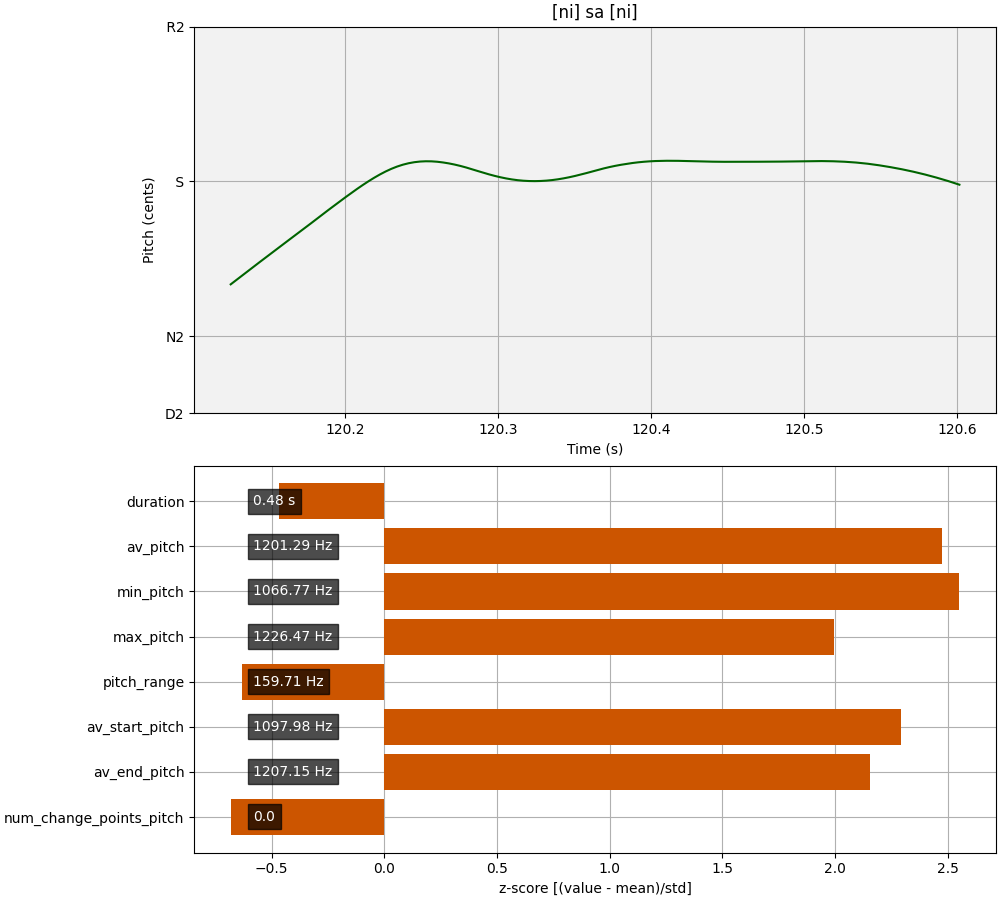 [ni] sa [ni]
R2
S
N2
D2
Pitch (cents)
120.2 120.3 120.4 120.5 120.6
Time (s)
duration 0.48 s
av_pitch 1201.29 Hz
min_pitch 1066.77 Hz
max_pitch 1226.47 Hz
pitch_range 159.71 Hz
av_start_pitch 1097.98 Hz
av_end_pitch 1207.15 Hz
num_change_points_pitch 0.0
−0.5 0.0 0.5 1.0 1.5 2.0 2.5
z-score [(value - mean)/std]